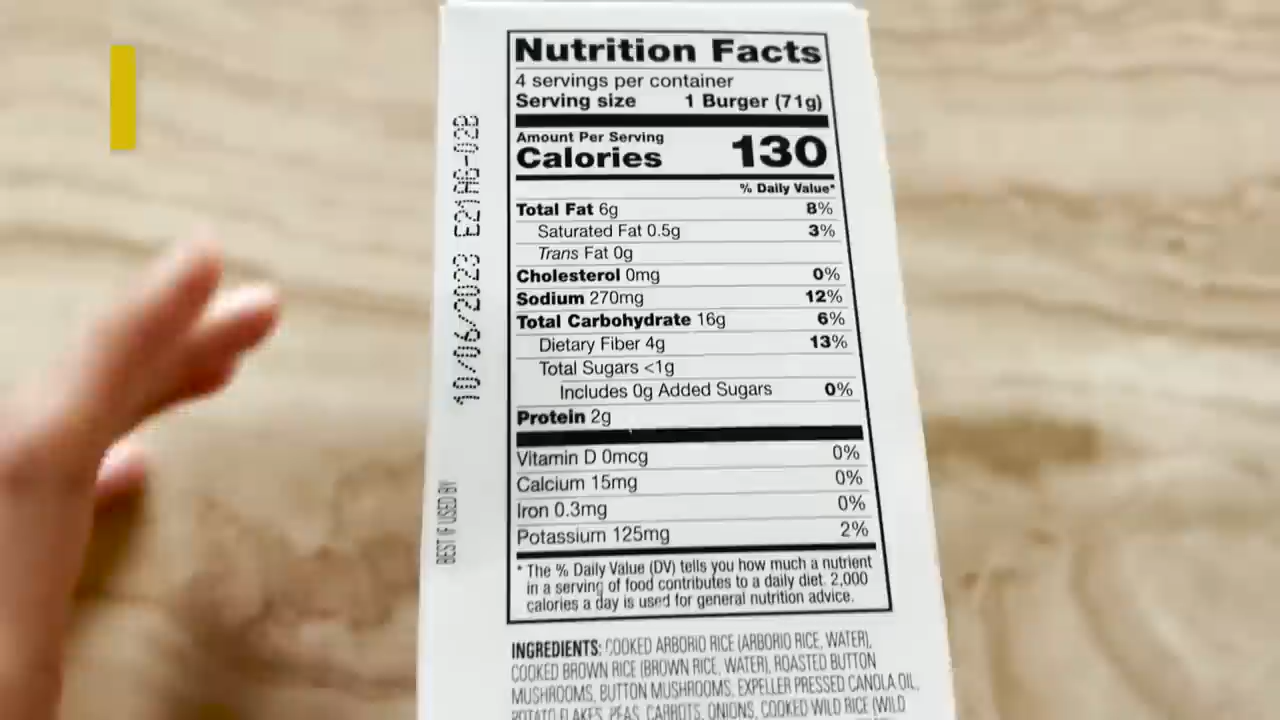 Nutrition Facts
4 servings per container
Serving size 1 Burger (71g)
Amount Per Serving
Calories 130
% Daily Value*
Total Fat 6g 8%
Saturated Fat 0.5g 3%
Trans Fat 0g
Cholesterol 0mg 0%
Sodium 270mg 12%
Total Carbohydrate 16g 6%
Dietary Fiber 4g 13%
Total Sugars <1g
Includes 0g Added Sugars 0%
Protein 2g
Vitamin D 0mcg 0%
Calcium 15mg 0%
Iron 0.3mg 0%
Potassium 125mg 2%
* The % Daily Value (DV) tells you how much a nutrient
in a serving of food contributes to a daily diet. 2,000
calories a day is used for general nutrition advice.
INGREDIENTS: COOKED ARBORIO RICE (ARBORIO RICE, WATER),
COOKED BROWN RICE (BROWN RICE, WATER), ROASTED BUTTON
MUSHROOMS, BUTTON MUSHROOMS, EXPELLER PRESSED CANOLA OIL,
POTATO FLAKES, PEAS, CARROTS, ONIONS, COOKED WILD RICE (WILD
BEST IF USED BY
10/06/2023 E21AG-02B